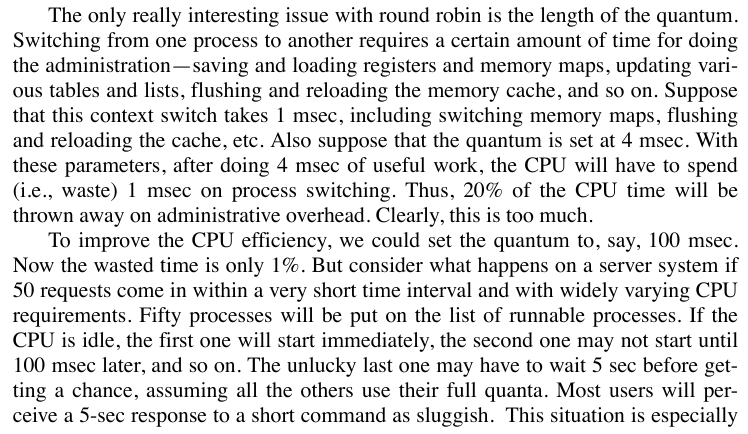 The only really interesting issue with round robin is the length of the quantum.
Switching from one process to another requires a certain amount of time for doing
the administration—saving and loading registers and memory maps, updating vari-
ous tables and lists, flushing and reloading the memory cache, and so on. Suppose
that this context switch takes 1 msec, including switching memory maps, flushing
and reloading the cache, etc. Also suppose that the quantum is set at 4 msec. With
these parameters, after doing 4 msec of useful work, the CPU will have to spend
(i.e., waste) 1 msec on process switching. Thus, 20% of the CPU time will be
thrown away on administrative overhead. Clearly, this is too much.
To improve the CPU efficiency, we could set the quantum to, say, 100 msec.
Now the wasted time is only 1%. But consider what happens on a server system if
50 requests come in within a very short time interval and with widely varying CPU
requirements. Fifty processes will be put on the list of runnable processes. If the
CPU is idle, the first one will start immediately, the second one may not start until
100 msec later, and so on. The unlucky last one may have to wait 5 sec before get-
ting a chance, assuming all the others use their full quanta. Most users will per-
ceive a 5-sec response to a short command as sluggish. This situation is especially